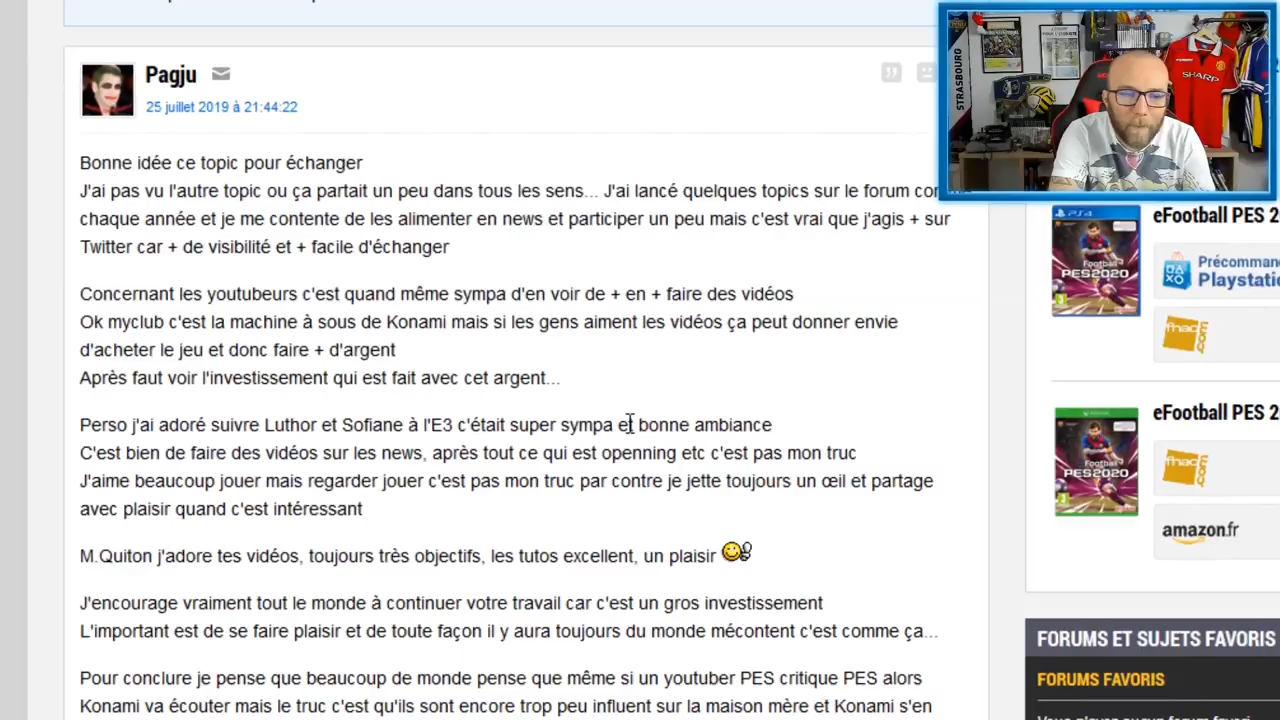 Pagju
25 juillet 2019 à 21:44:22
Bonne idée ce topic pour échanger
J'ai pas vu l'autre topic ou ça partait un peu dans tous les sens... J'ai lancé quelques topics sur le forum
chaque année et je me contente de les alimenter en news et participer un peu mais c'est vrai que j'agis + sur
Twitter car + de visibilité et + facile d'échanger
Concernant les youtubeurs c'est quand même sympa d'en voir de + en + faire des vidéos
Ok myclub c'est la machine à sous de Konami mais si les gens aiment les vidéos ça peut donner envie
d'acheter le jeu et donc faire + d'argent
Après faut voir l'investissement qui est fait avec cet argent...
Perso j'ai adoré suivre Luthor et Sofiane à l'E3 c'était super sympa et bonne ambiance
C'est bien de faire des vidéos sur les news, après tout ce qui est openning etc c'est pas mon truc
J'aime beaucoup jouer mais regarder jouer c'est pas mon truc par contre je jette toujours un œil et partage
avec plaisir quand c'est intéressant
M.Quiton j'adore tes vidéos, toujours très objectifs, les tutos excellent, un plaisir
J'encourage vraiment tout le monde à continuer votre travail car c'est un gros investissement
L'important est de se faire plaisir et de toute façon il y aura toujours du monde mécontent c'est comme ça...
Pour conclure je pense que beaucoup de monde pense que même si un youtuber PES critique PES alors
Konami va écouter mais le truc c'est qu'ils sont encore trop peu influent sur la maison mère et Konami s'en
STRASBOURG
SHARP
eFootball PES 2
PS4
PES2020
Précommande
Playstation
fnac.com
eFootball PES 2
PES2020
fnac.com
amazon.fr
FORUMS ET SUJETS FAVORIS
FORUMS FAVORIS